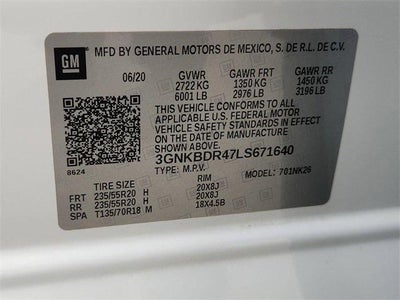 GM MFD BY GENERAL MOTORS DE MEXICO, S. DE R.L. DE C.V.
06/20 GVWR GAWR FRT GAWR RR
2722 KG 1350 KG 1450 KG
6001 LB 2976 LB 3196 LB
THIS VEHICLE CONFORMS TO ALL
APPLICABLE U.S. FEDERAL MOTOR
VEHICLE SAFETY STANDARDS IN EFFECT
ON THE DATE OF MANUFACTURE
SHOWN ABOVE.
8624 3GNKBDR47LS671640
TYPE: M.P.V. MODEL: 701NK26
TIRE SIZE RIM
FRT 235/55R20 H 20X8J
RR 235/55R20 H 20X8J
SPA T135/70R18 M 18X4.5B